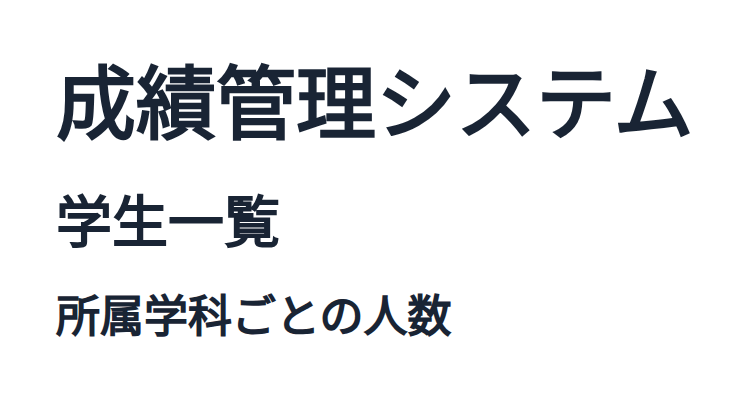 成績管理システム
学生一覧
所属学科ごとの人数